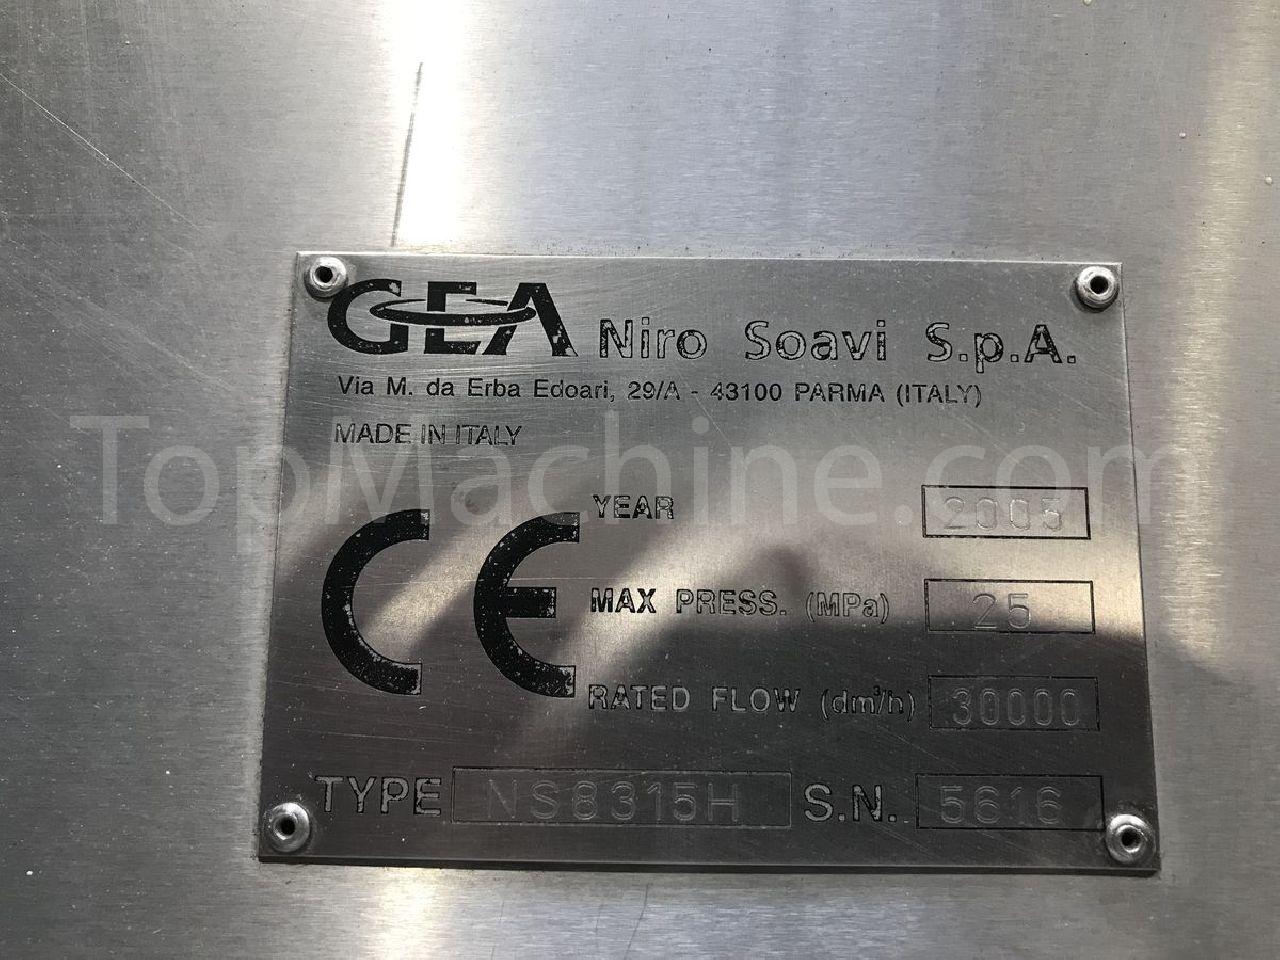 GEA Niro Soavi S.p.A.
Via M. da Erba Edoari, 29/A - 43100 PARMA (ITALY)
MADE IN ITALY
TopMachine.com
YEAR 2005
CE
MAX PRESS. (MPa) 25
RATED FLOW (dm³/h) 30000
TYPE NS8315H S.N. 5616